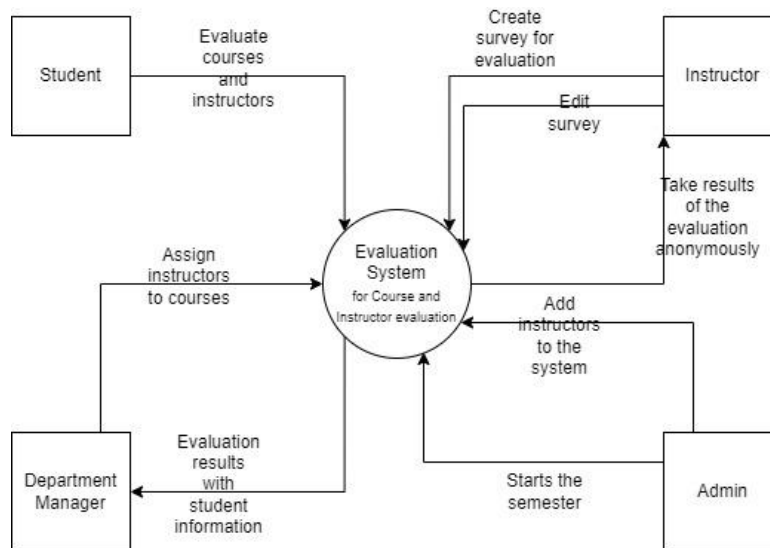 Student
Evaluate
courses
and
instructors
Create
survey for
evaluation
Instructor
Edit
survey
Take results
of the
evaluation
anonymously
Evaluation
System
for Course and
Instructor evaluation
Assign
instructors
to courses
Add
instructors
to the
system
Department
Manager
Evaluation
results
with
student
information
Starts the
semester
Admin